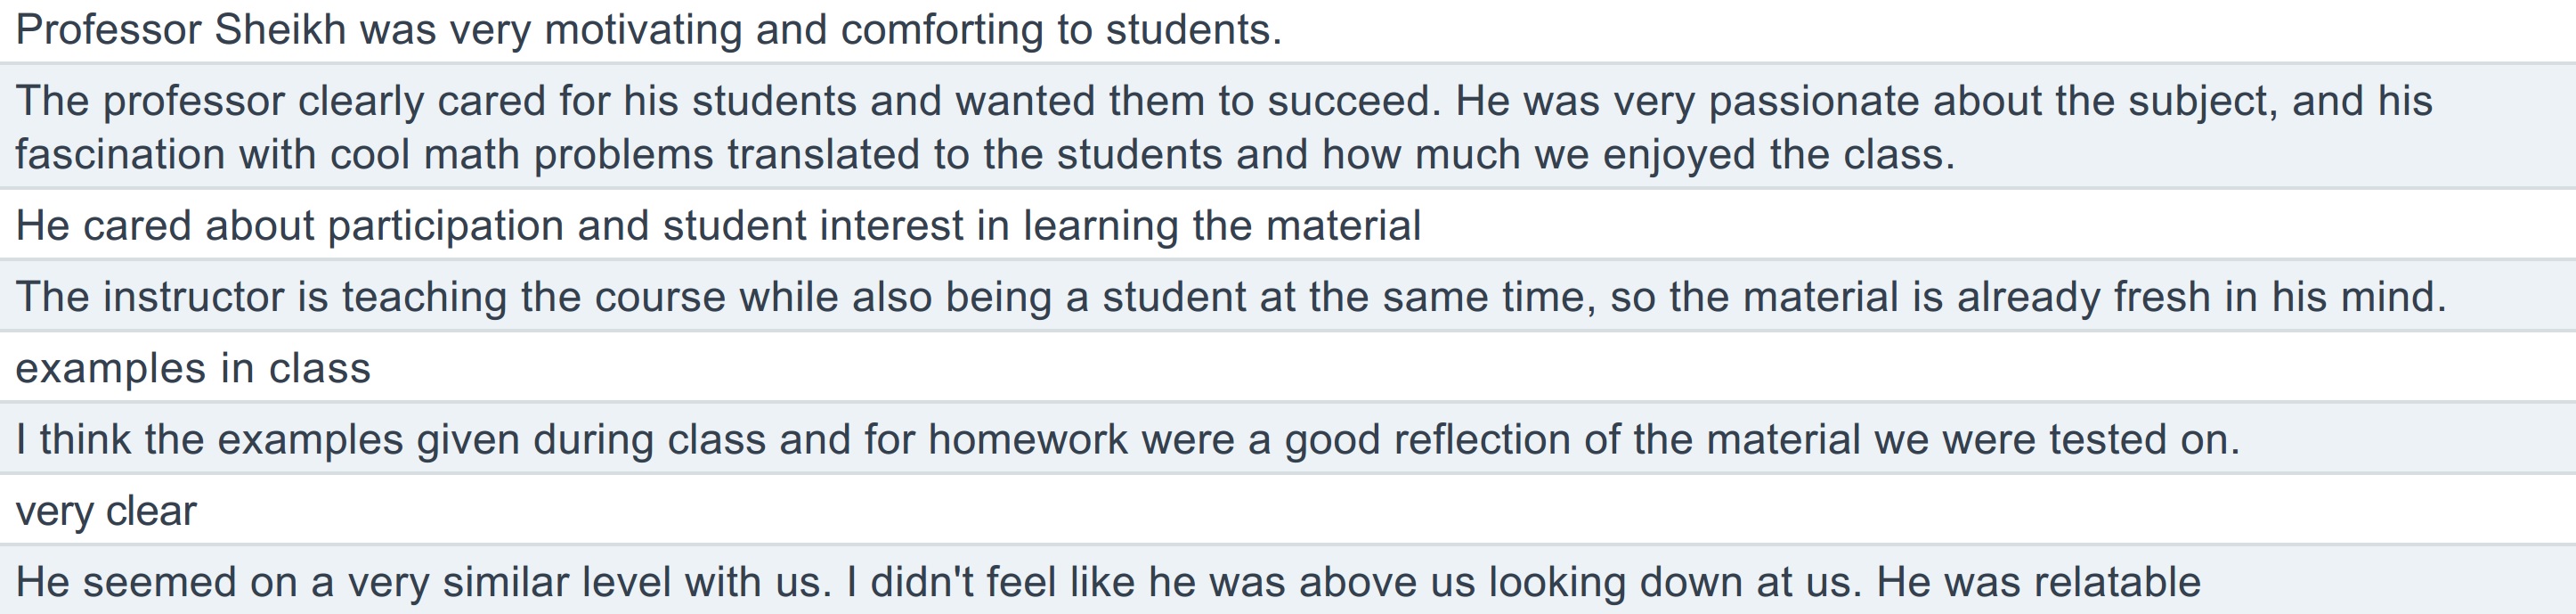 Professor Sheikh was very motivating and comforting to students.
The professor clearly cared for his students and wanted them to succeed. He was very passionate about the subject, and his
fascination with cool math problems translated to the students and how much we enjoyed the class.
He cared about participation and student interest in learning the material
The instructor is teaching the course while also being a student at the same time, so the material is already fresh in his mind.
examples in class
I think the examples given during class and for homework were a good reflection of the material we were tested on.
very clear
He seemed on a very similar level with us. I didn't feel like he was above us looking down at us. He was relatable